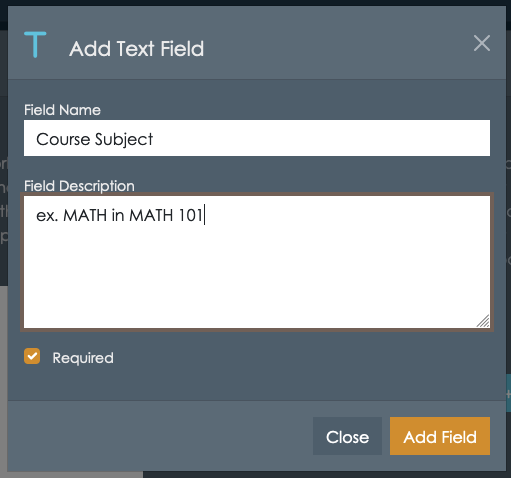 T Add Text Field
Field Name
Course Subject
Field Description
ex. MATH in MATH 101
Required
Close Add Field